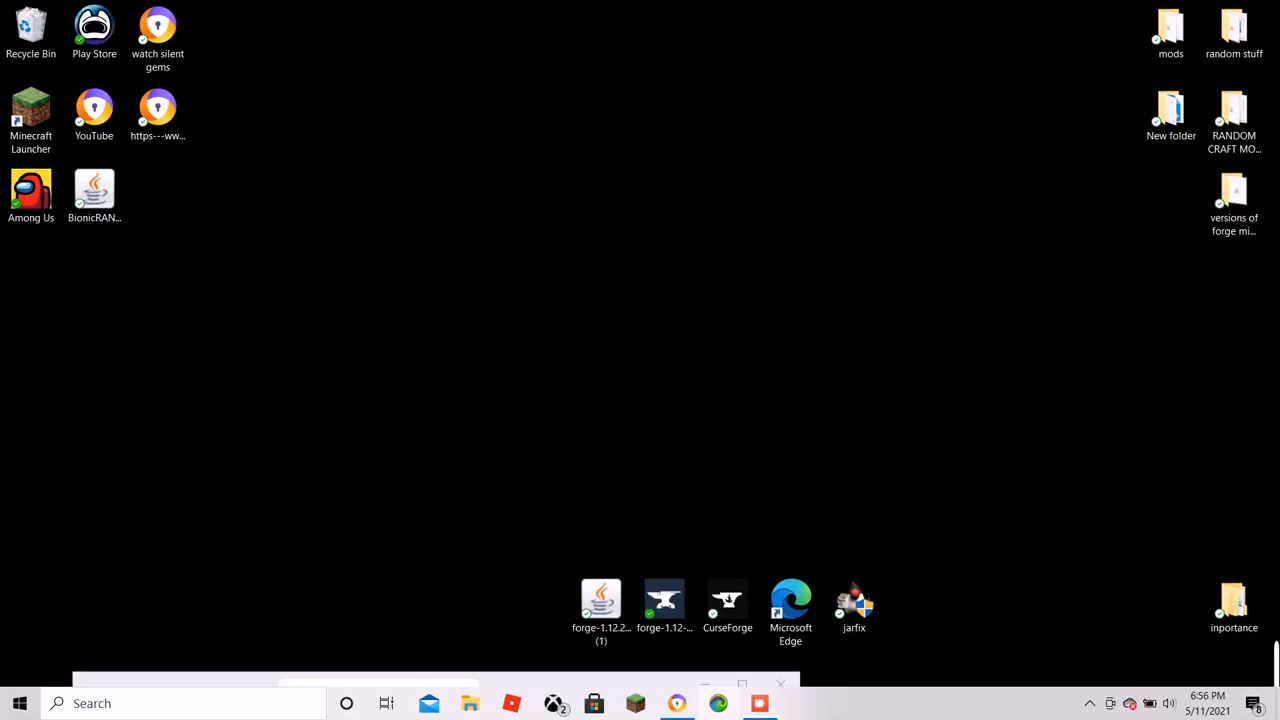 Recycle Bin
Play Store
watch silent
gems
mods
random stuff
Minecraft
Launcher
YouTube
https---ww...
New folder
RANDOM
CRAFT MO...
Among Us
BionicRAN...
versions of
forge mi...
forge-1.12.2...
(1)
forge-1.12-...
CurseForge
Microsoft
Edge
jarfix
inportance
Search
2
6:56 PM
5/11/2021
8